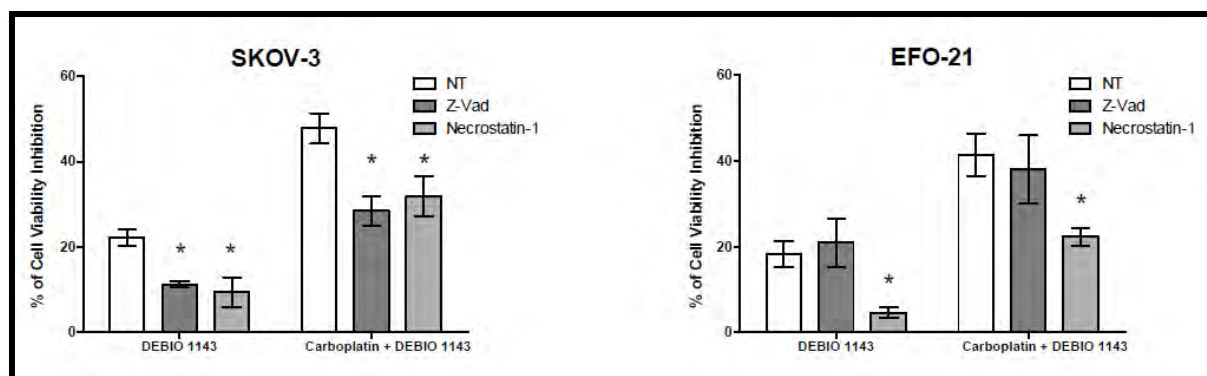 SKOV-3
% of Cell Viability Inhibition
60
40
20
0
NT
Z-Vad
Necrostatin-1
*
*
*
*
DEBIO 1143
Carboplatin + DEBIO 1143
EFO-21
% of Cell Viability Inhibition
60
40
20
0
NT
Z-Vad
Necrostatin-1
*
*
DEBIO 1143
Carboplatin + DEBIO 1143